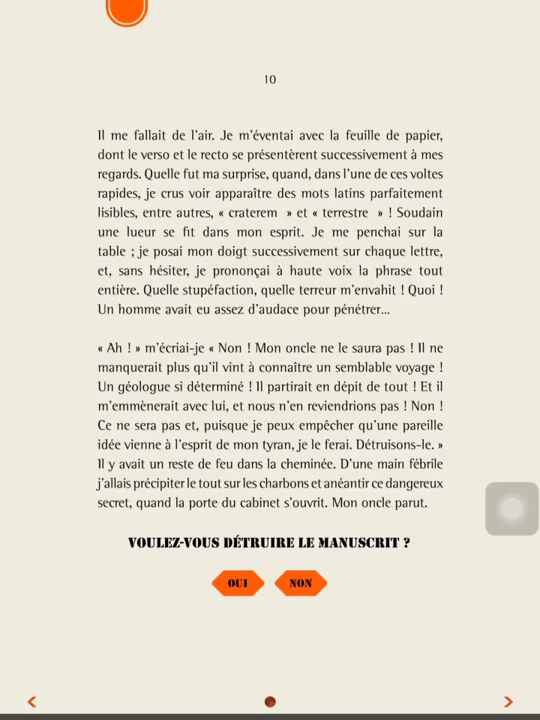 10
Il me fallait de l'air. Je m'éventai avec la feuille de papier,
dont le verso et le recto se présentèrent successivement à mes
regards. Quelle fut ma surprise, quand, dans l'une de ces voltes
rapides, je crus voir apparaître des mots latins parfaitement
lisibles, entre autres, « craterem » et « terrestre » ! Soudain
une lueur se fit dans mon esprit. Je me penchai sur la
table ; je posai mon doigt successivement sur chaque lettre,
et, sans hésiter, je prononçai à haute voix la phrase tout
entière. Quelle stupéfaction, quelle terreur m'envahit ! Quoi !
Un homme avait eu assez d'audace pour pénétrer...
« Ah ! » m'écriai-je « Non ! Mon oncle ne le saura pas ! Il ne
manquerait plus qu'il vint à connaître un semblable voyage !
Un géologue si déterminé ! Il partirait en dépit de tout ! Et il
m'emmènerait avec lui, et nous n'en reviendrions pas ! Non !
Ce ne sera pas et, puisque je peux empêcher qu'une pareille
idée vienne à l'esprit de mon tyran, je le ferai. Détruisons-le. »
Il y avait un reste de feu dans la cheminée. D'une main fébrile
j'allais précipiter le tout sur les charbons et anéantir ce dangereux
secret, quand la porte du cabinet s'ouvrit. Mon oncle parut.
VOULEZ-VOUS DÉTRUIRE LE MANUSCRIT ?
OUI NON